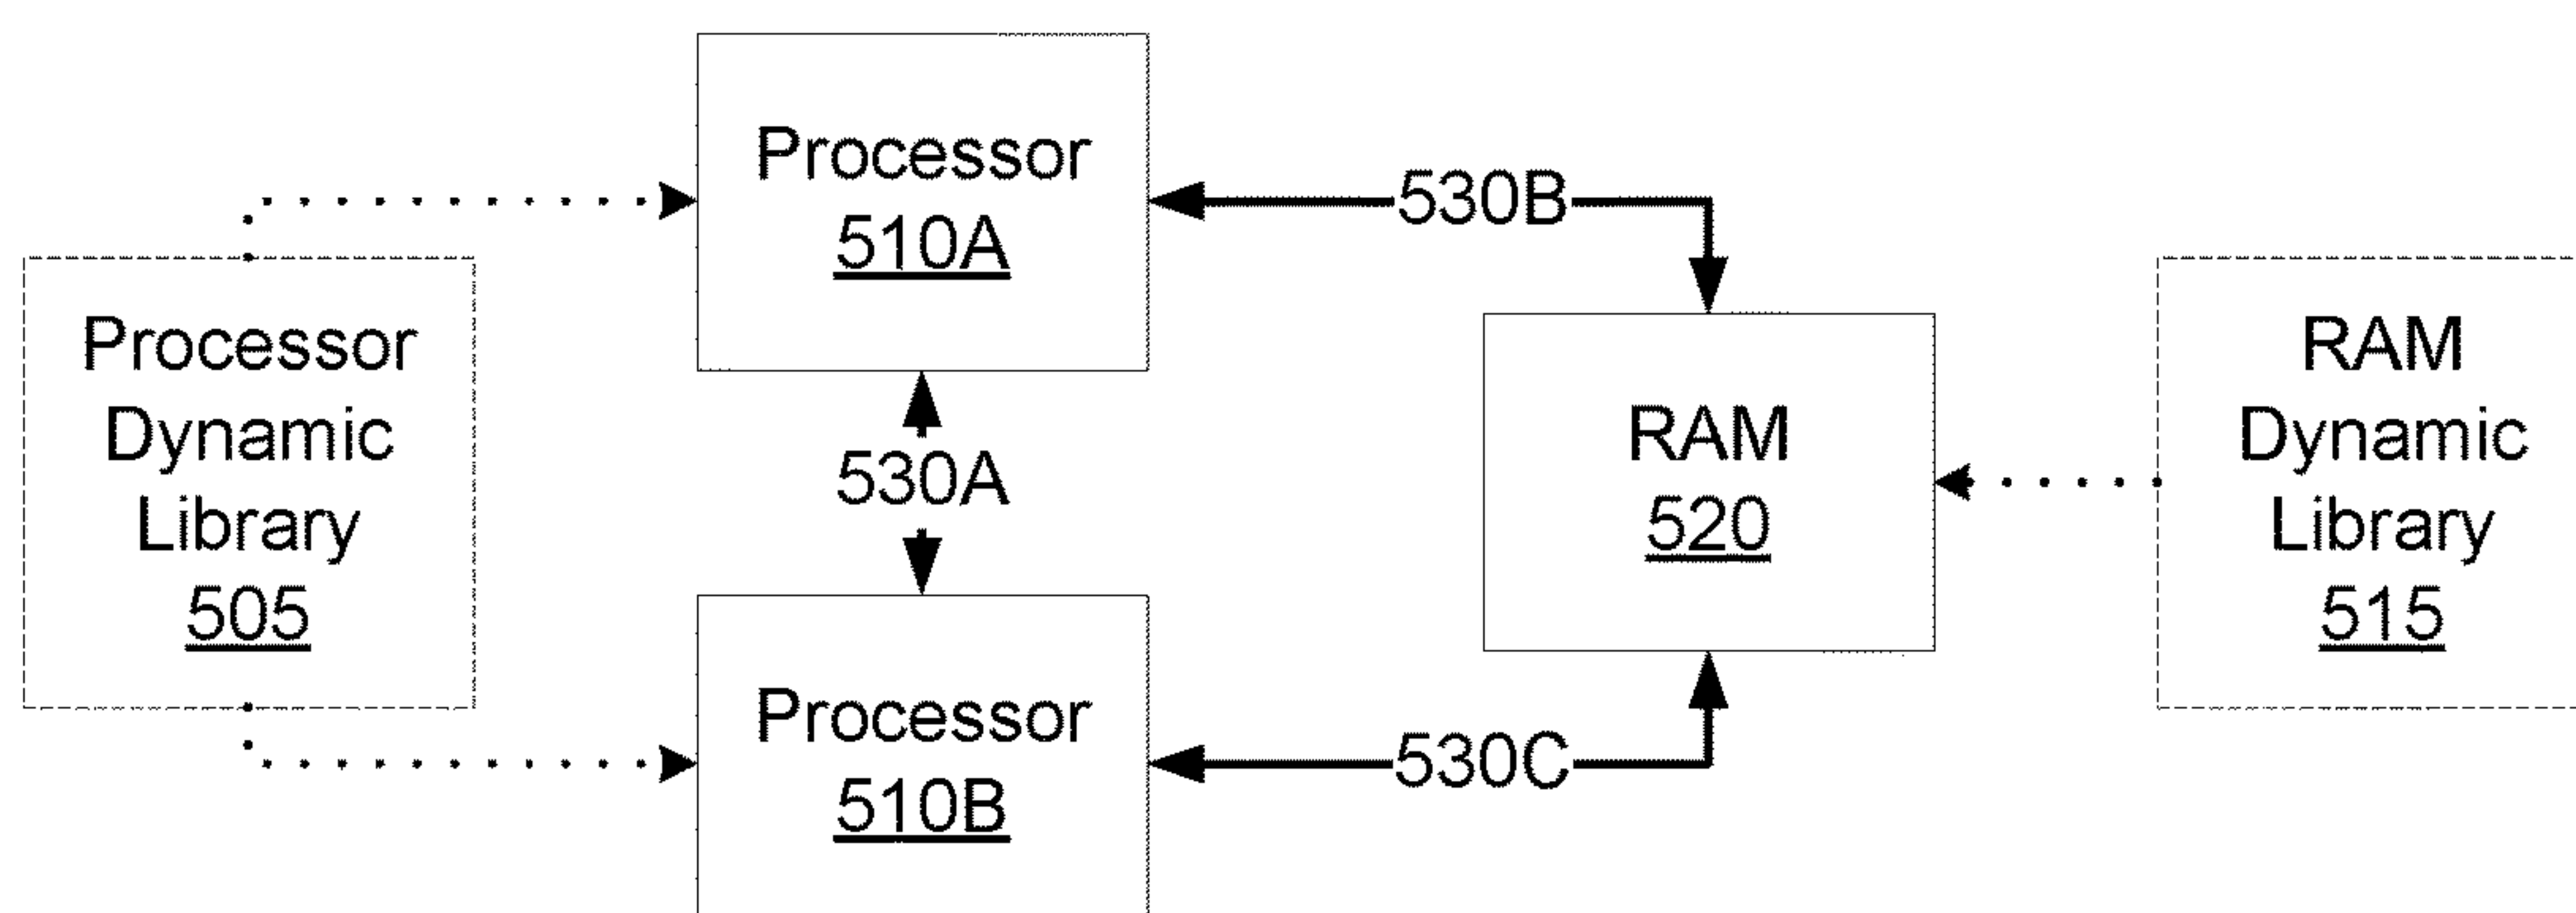 Processor
510A
530B
Processor
Dynamic
Library
505
530A
RAM
520
RAM
Dynamic
Library
515
Processor
510B
530C